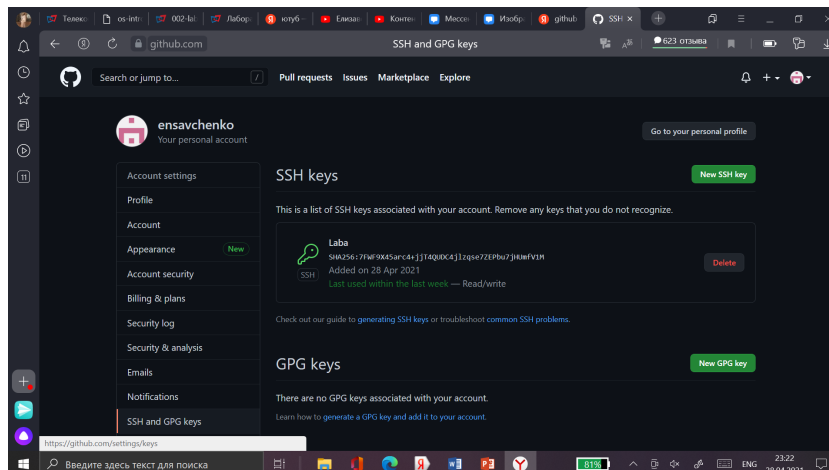 Телеко
os-intr
002-lal
Лабор
ютуб –
Елизав
Контен
Мессе
Изобр
github
SSH ×
github.com
SSH and GPG keys
623 отзыва
Search or jump to...
/
Pull requests Issues Marketplace Explore
ensavchenko
Your personal account
Go to your personal profile
Account settings
Profile
Account
Appearance New
Account security
Billing & plans
Security log
Security & analysis
Emails
Notifications
SSH and GPG keys
11
SSH keys
New SSH key
This is a list of SSH keys associated with your account. Remove any keys that you do not recognize.
Laba
SHA256:7FWF9X45arc4+jjT4QUDC4jlzqse7ZEPbu7jHUmfV1M
Added on 28 Apr 2021
SSH
Last used within the last week — Read/write
Delete
Check out our guide to generating SSH keys or troubleshoot common SSH problems.
GPG keys
New GPG key
There are no GPG keys associated with your account.
Learn how to generate a GPG key and add it to your account.
https://github.com/settings/keys
Введите здесь текст для поиска
81%
ENG
23:22
28.04.2021